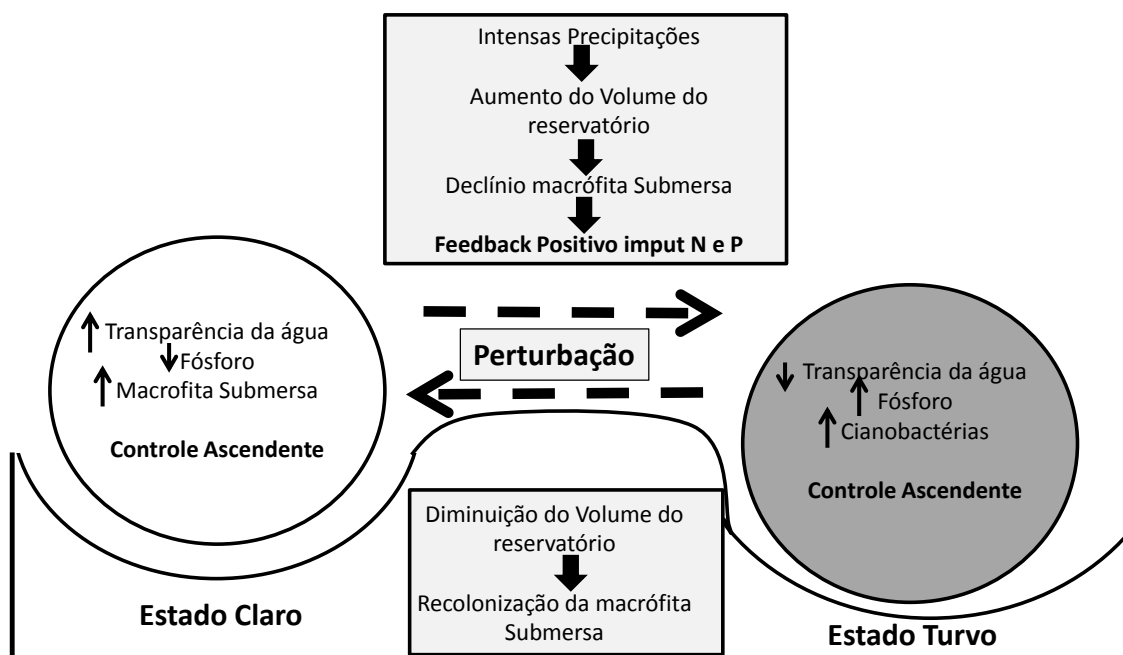 Intensas Precipitações
Aumento do Volume do
reservatório
Declínio macrófita Submersa
Feedback Positivo imput N e P
Transparência da água
Fósforo
Macrofita Submersa
Controle Ascendente
Estado Claro
Perturbação
Diminuição do Volume do
reservatório
Recolonização da macrófita
Submersa
Transparência da água
Fósforo
Cianobactérias
Controle Ascendente
Estado Turvo